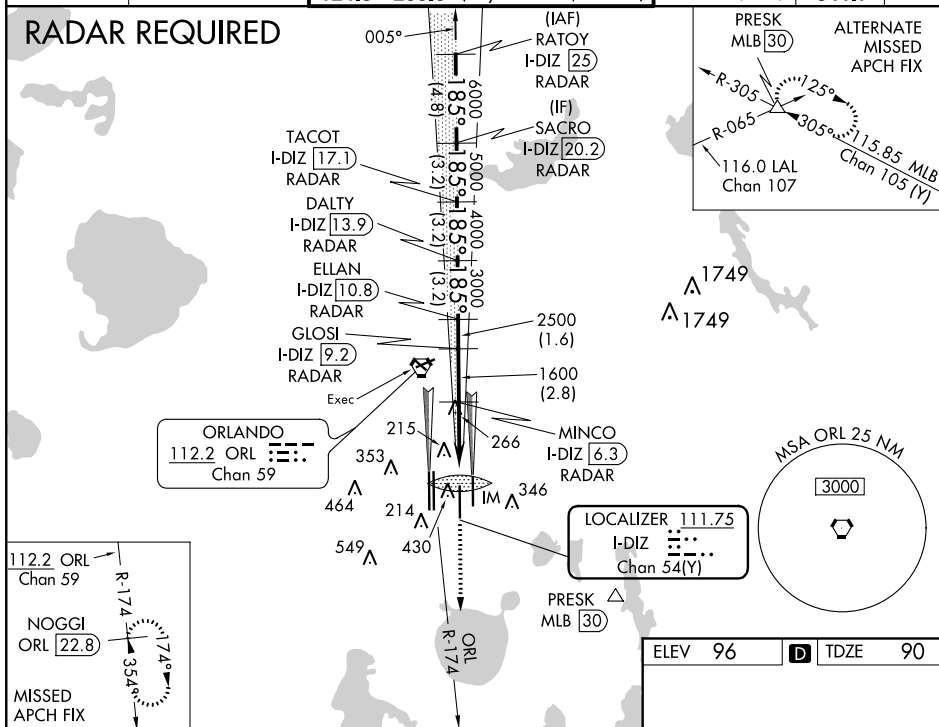 RADAR REQUIRED
005°
(IAF)
RATOY
I-DIZ 25
RADAR
6000
(4.8)
185°
(IF)
SACRO
I-DIZ 20.2
RADAR
5000
(3.2)
185°
TACOT
I-DIZ 17.1
RADAR
4000
(3.2)
185°
DALTY
I-DIZ 13.9
RADAR
3000
(3.2)
185°
ELLAN
I-DIZ 10.8
RADAR
2500
(1.6)
GLOSI
I-DIZ 9.2
RADAR
1600
(2.8)
Exec
MINCO
I-DIZ 6.3
RADAR
ORLANDO
112.2 ORL
Chan 59
215
266
353
464
214
430
549
IM
346
1749
1749
LOCALIZER 111.75
I-DIZ
Chan 54(Y)
PRESK
MLB 30
ORL
R-174
PRESK
MLB 30
ALTERNATE
MISSED
APCH FIX
R-305
125°
R-065
305°
115.85 MLB
Chan 105 (Y)
116.0 LAL
Chan 107
MSA ORL 25 NM
3000
112.2 ORL
Chan 59
R-174
NOGGI
ORL 22.8
174°
354°
MISSED
APCH FIX
ELEV 96
D
TDZE 90